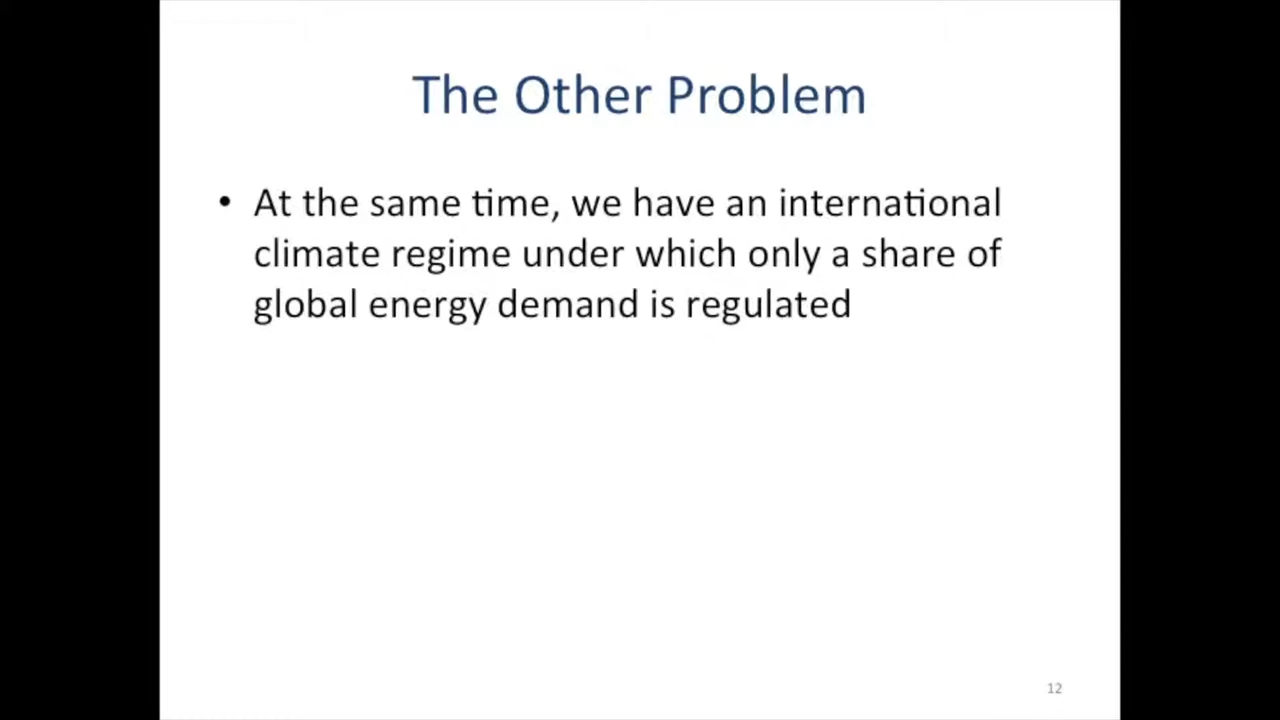 The Other Problem
• At the same time, we have an international
climate regime under which only a share of
global energy demand is regulated
12